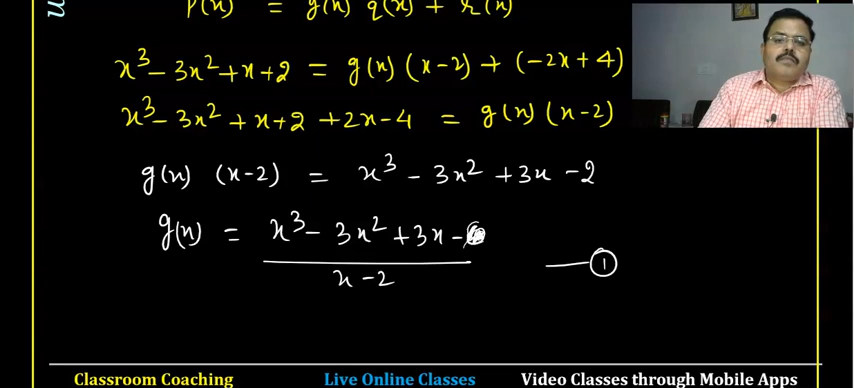 p(x) = g(x) q(x) + r(x)
x³ - 3x² + x + 2 = g(x) (x-2) + (-2x + 4)
x³ - 3x² + x + 2 + 2x - 4 = g(x) (x-2)
g(x) (x-2) = x³ - 3x² + 3x - 2
g(x) = x³ - 3x² + 3x -
x - 2
1
Classroom Coaching Live Online Classes Video Classes through Mobile Apps